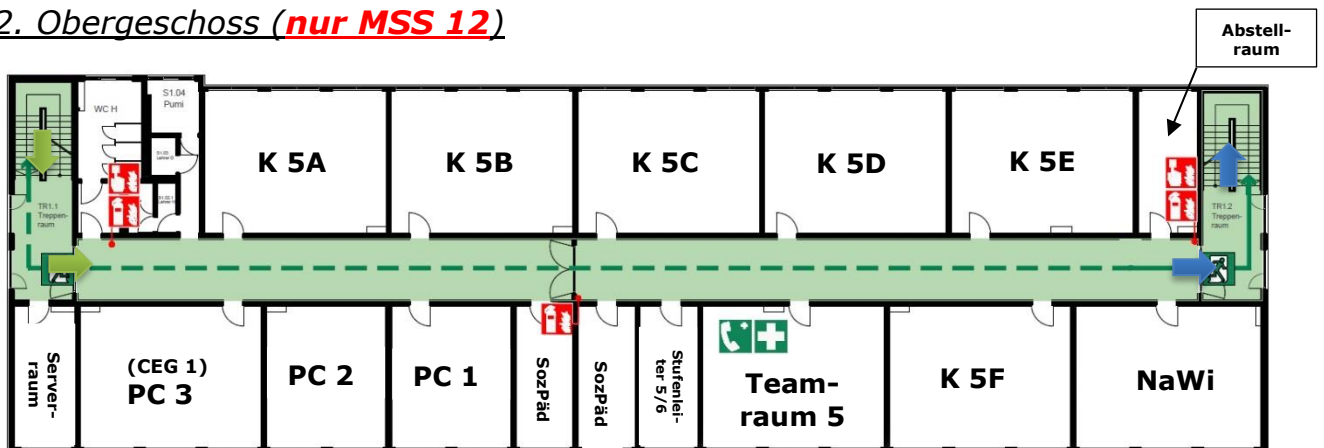 2. Obergeschoss (nur MSS 12)
Abstell-
raum
WC H
S1.04
Pumi
K 5A
K 5B
K 5C
K 5D
K 5E
TR1.1
Treppen-
raum
TR1.2
Treppen-
raum
Server-
raum
(CEG 1)
PC 3
PC 2
PC 1
SozPäd
SozPäd
Stufenlei-
ter 5/6
Team-
raum 5
K 5F
NaWi